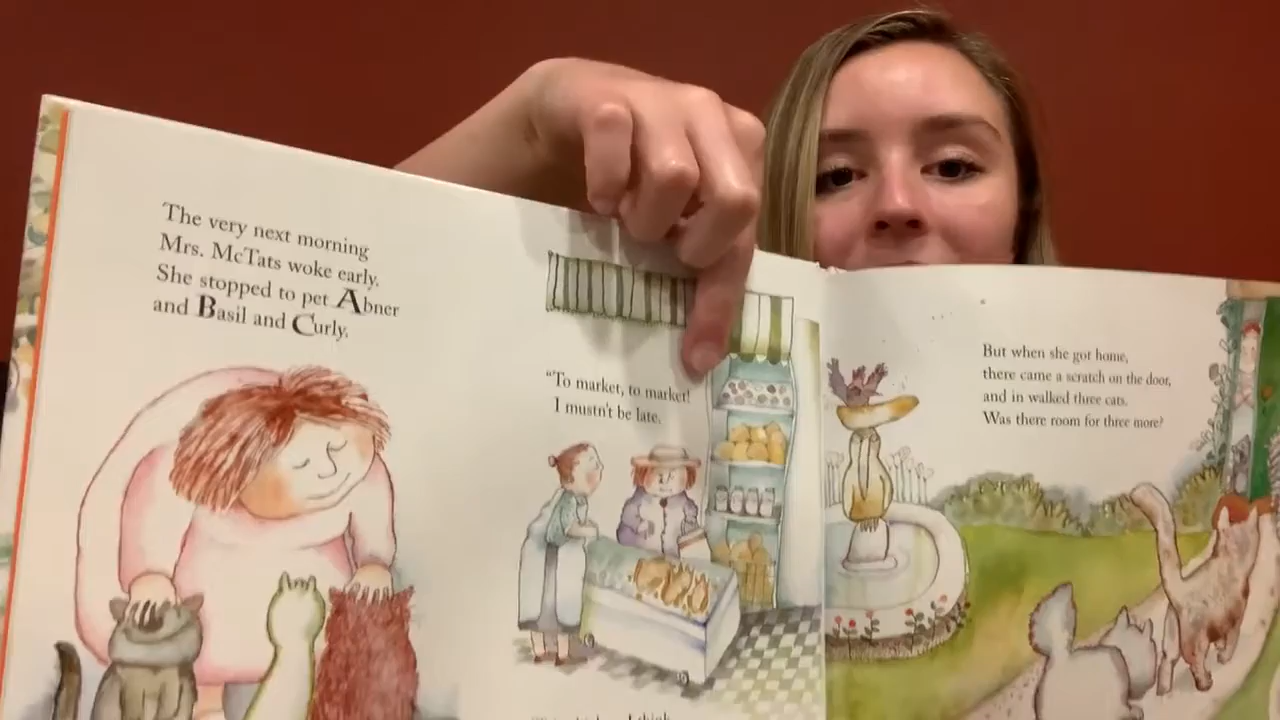 The very next morning
Mrs. McTats woke early.
She stopped to pet Abner
and Basil and Curly.
"To market, to market!
I mustn't be late.
I think
But when she got home,
there came a scratch on the door,
and in walked three cats.
Was there room for three more?